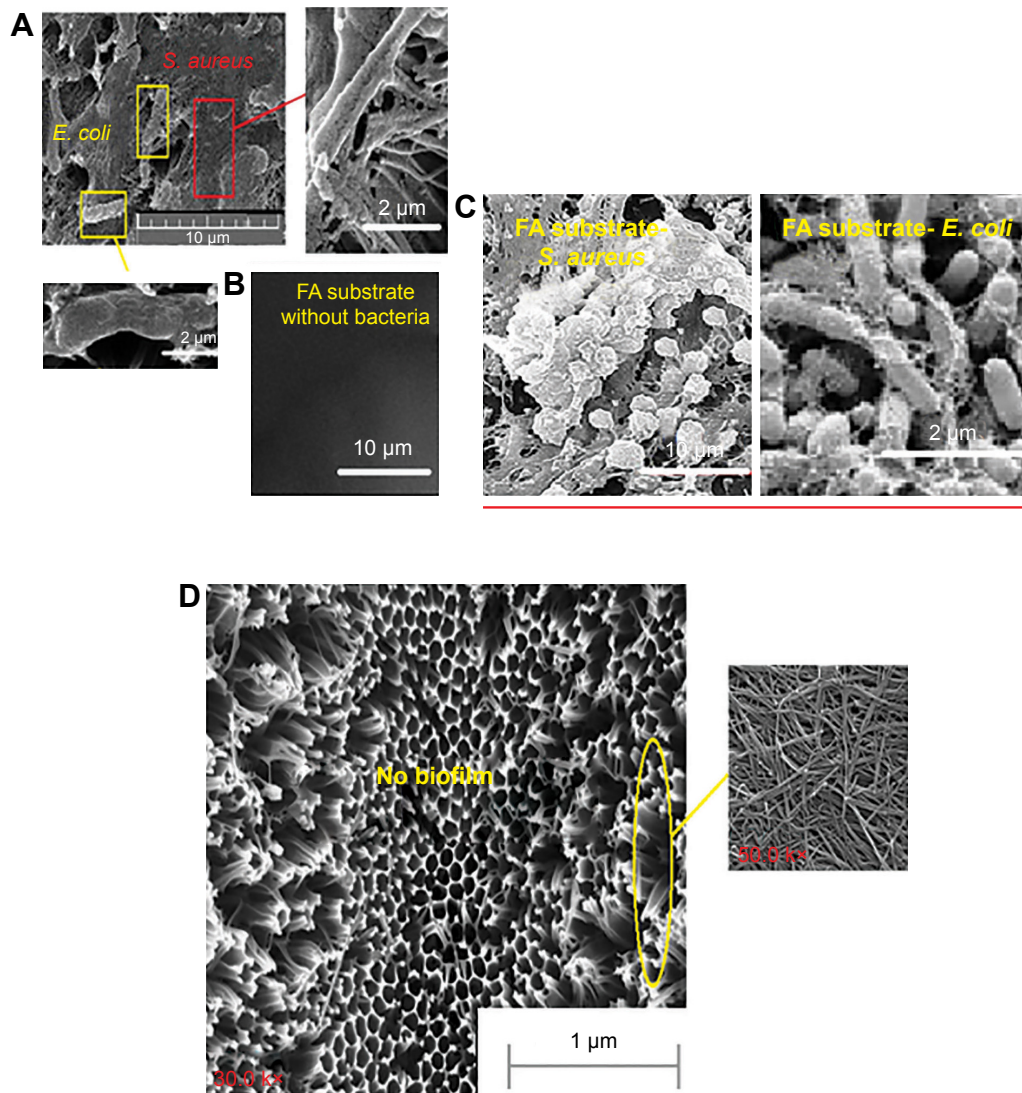 A
S. aureus
E. coli
10 µm
2 µm
2 µm
B
FA substrate
without bacteria
10 µm
C
FA substrate-
S. aureus
10 µm
FA substrate- E. coli
2 µm
D
No biofilm
30.0 k×
1 µm
50.0 k×